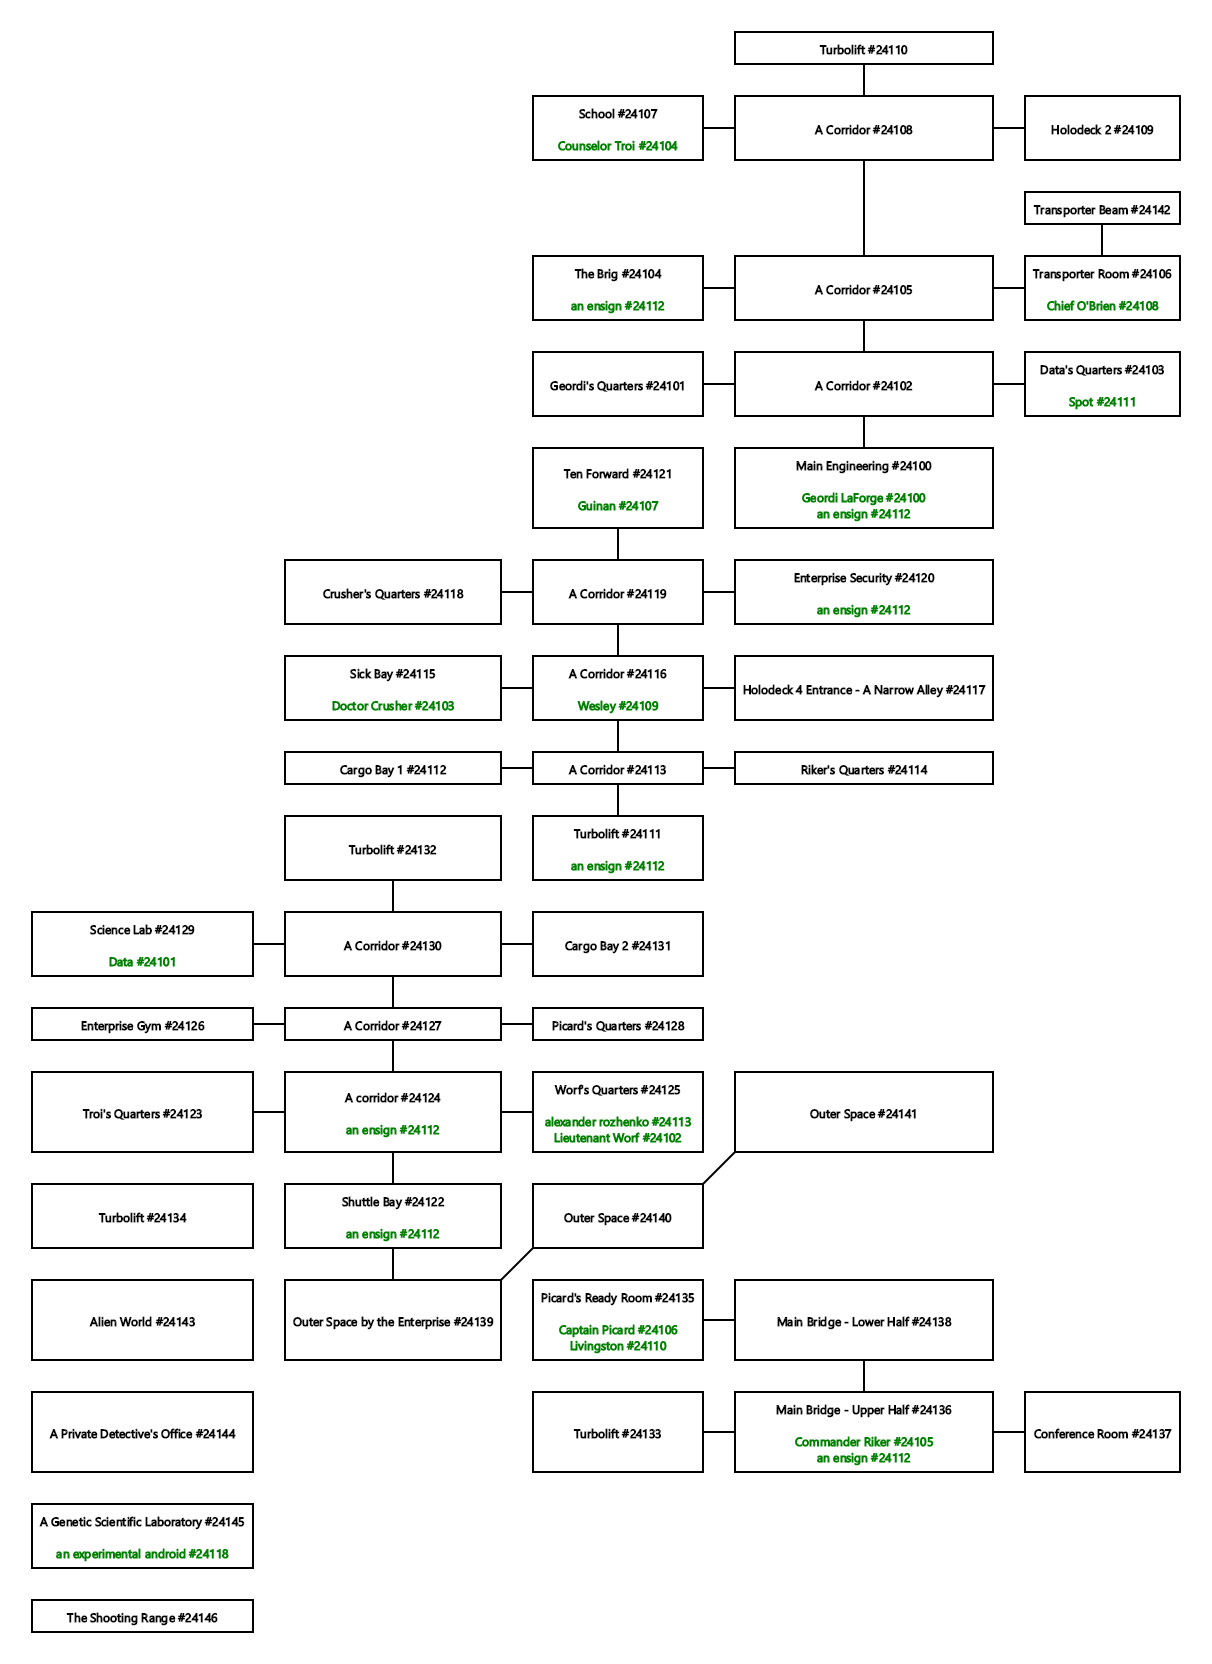 Turbolift #24110
School #24107
Counselor Troi #24104
A Corridor #24108
Holodeck 2 #24109
Transporter Beam #24142
The Brig #24104
an ensign #24112
A Corridor #24105
Transporter Room #24106
Chief O'Brien #24108
Geordi's Quarters #24101
A Corridor #24102
Data's Quarters #24103
Spot #24111
Ten Forward #24121
Guinan #24107
Main Engineering #24100
Geordi LaForge #24100
an ensign #24112
Crusher's Quarters #24118
A Corridor #24119
Enterprise Security #24120
an ensign #24112
Sick Bay #24115
Doctor Crusher #24103
A Corridor #24116
Wesley #24109
Holodeck 4 Entrance - A Narrow Alley #24117
Cargo Bay 1 #24112
A Corridor #24113
Riker's Quarters #24114
Turbolift #24132
Turbolift #24111
an ensign #24112
Science Lab #24129
Data #24101
A Corridor #24130
Cargo Bay 2 #24131
Enterprise Gym #24126
A Corridor #24127
Picard's Quarters #24128
Troi's Quarters #24123
A corridor #24124
an ensign #24112
Worf's Quarters #24125
alexander rozhenko #24113
Lieutenant Worf #24102
Outer Space #24141
Turbolift #24134
Shuttle Bay #24122
an ensign #24112
Outer Space #24140
Alien World #24143
Outer Space by the Enterprise #24139
Picard's Ready Room #24135
Captain Picard #24106
Livingston #24110
Main Bridge - Lower Half #24138
A Private Detective's Office #24144
Turbolift #24133
Main Bridge - Upper Half #24136
Commander Riker #24105
an ensign #24112
Conference Room #24137
A Genetic Scientific Laboratory #24145
an experimental android #24118
The Shooting Range #24146